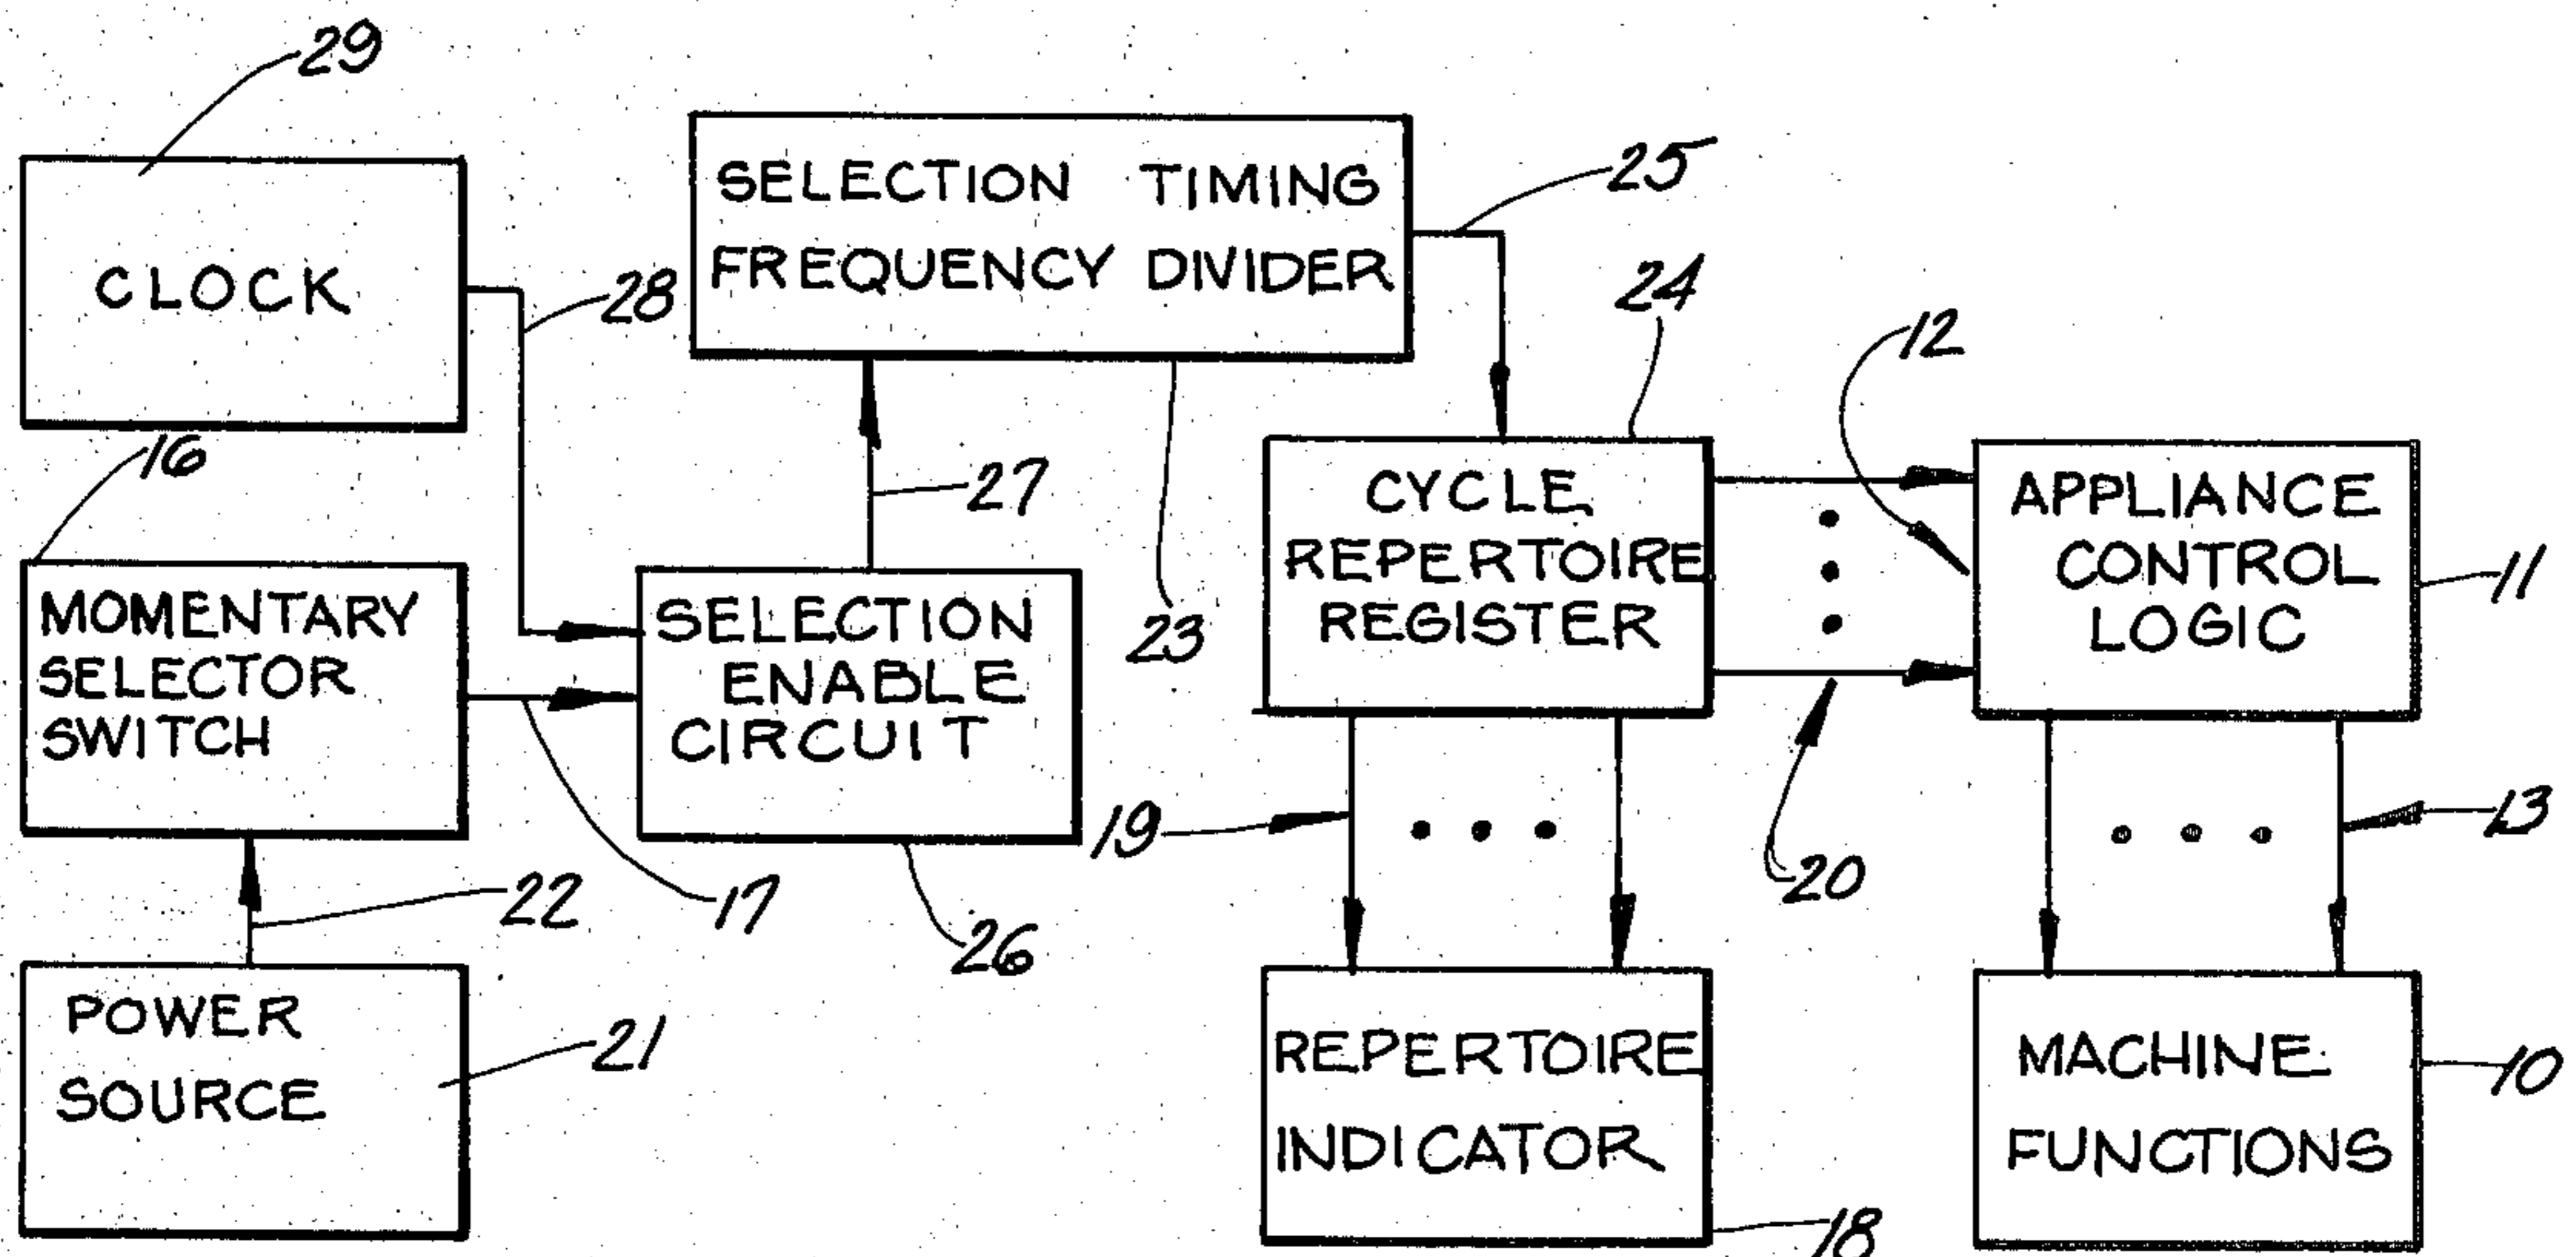 29
CLOCK
28
SELECTION TIMING
FREQUENCY DIVIDER
25
24
12
16
MOMENTARY
SELECTOR
SWITCH
27
SELECTION
ENABLE
CIRCUIT
23
CYCLE
REPERTOIRE
REGISTER
APPLIANCE
CONTROL
LOGIC
11
22
17
26
19
20
13
POWER
SOURCE
21
REPERTOIRE
INDICATOR
18
MACHINE
FUNCTIONS
10